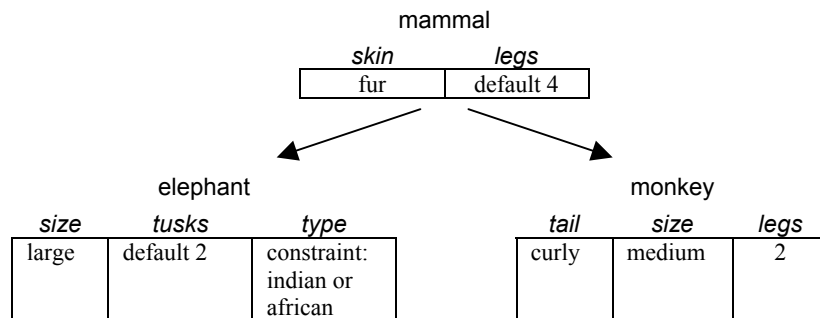 mammal
skin legs
fur default 4
elephant monkey
size tusks type tail size legs
large default 2 constraint: curly medium 2
indian or
african